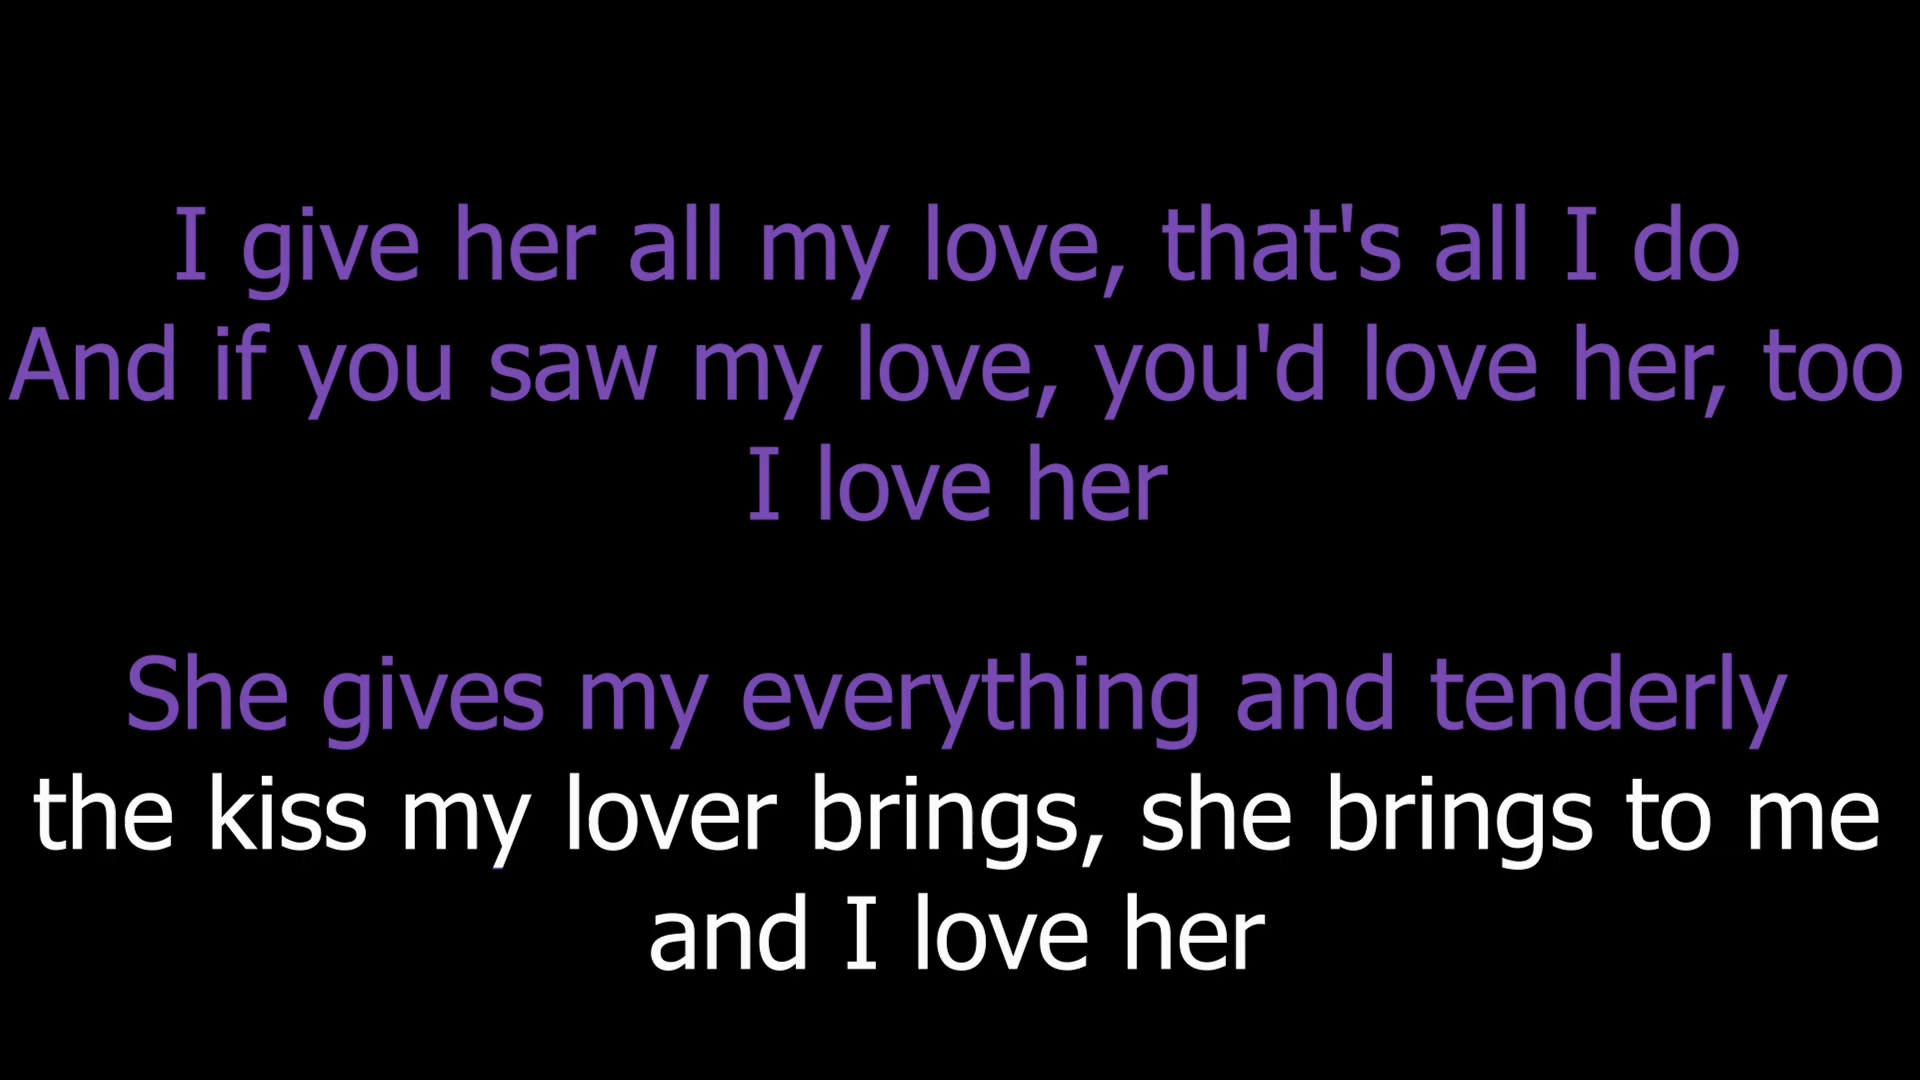 I give her all my love, that's all I do
And if you saw my love, you'd love her, too
I love her
She gives my everything and tenderly
the kiss my lover brings, she brings to me
and I love her